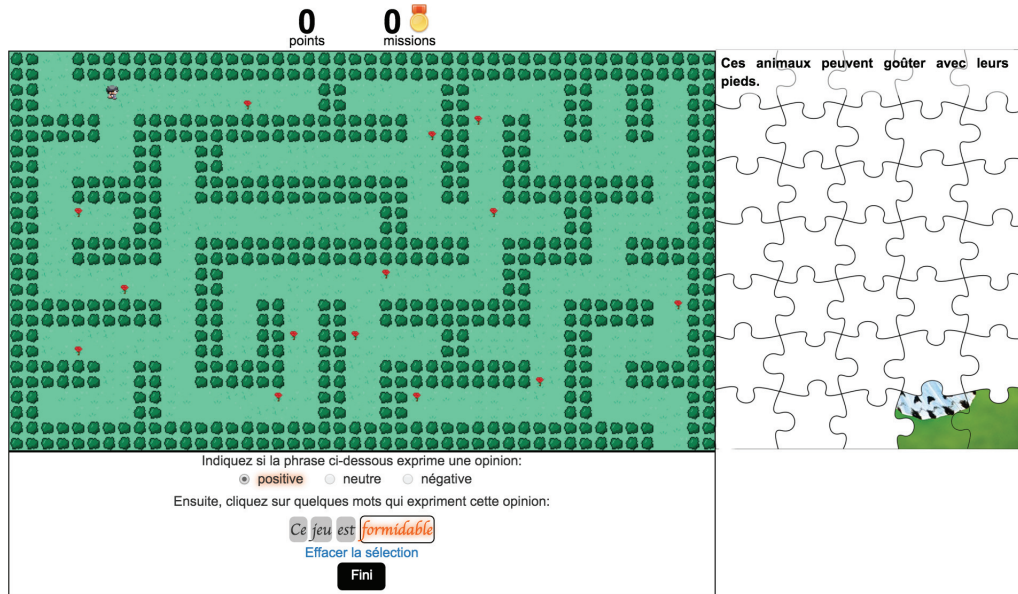 0 0
points missions
Ces animaux peuvent goûter avec leurs
pieds.
Indiquez si la phrase ci-dessous exprime une opinion:
positive neutre négative
Ensuite, cliquez sur quelques mots qui expriment cette opinion:
Ce jeu est formidable
Effacer la sélection
Fini